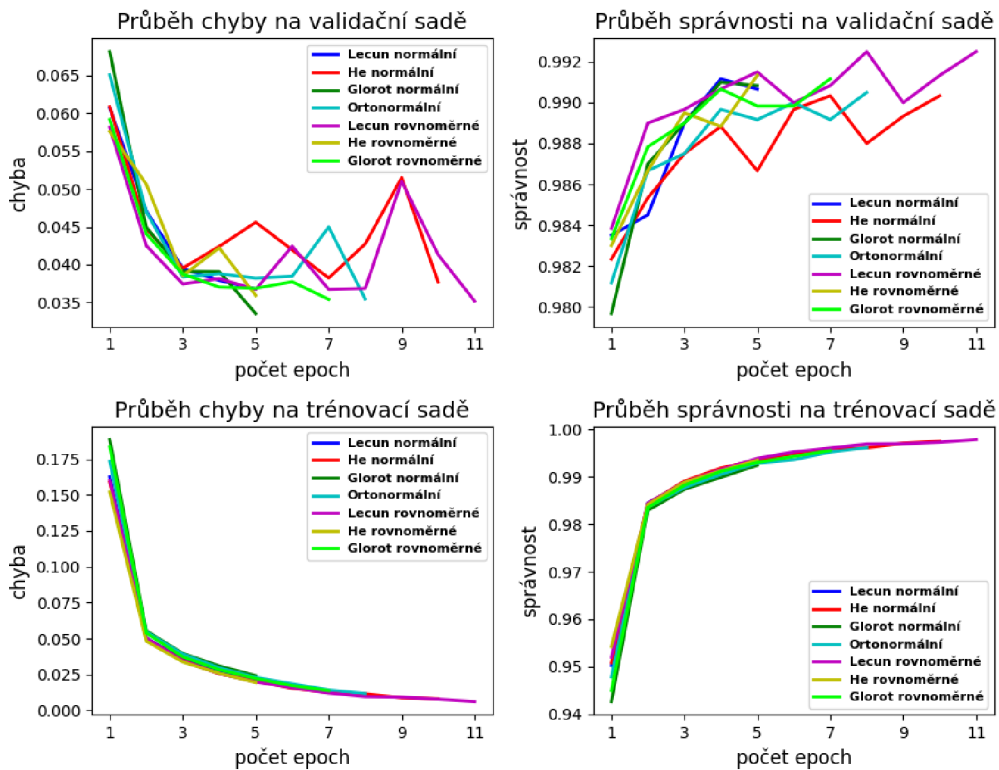 Průběh chyby na validační sadě
chyba
0.065
0.060
0.055
0.050
0.045
0.040
0.035
Lecun normální
He normální
Glorot normální
Ortonormální
Lecun rovnoměrné
He rovnoměrné
Glorot rovnoměrné
1 3 5 7 9 11
počet epoch
Průběh správnosti na validační sadě
správnost
0.992
0.990
0.988
0.986
0.984
0.982
0.980
Lecun normální
He normální
Glorot normální
Ortonormální
Lecun rovnoměrné
He rovnoměrné
Glorot rovnoměrné
1 3 5 7 9 11
počet epoch
Průběh chyby na trénovací sadě
chyba
0.175
0.150
0.125
0.100
0.075
0.050
0.025
0.000
Lecun normální
He normální
Glorot normální
Ortonormální
Lecun rovnoměrné
He rovnoměrné
Glorot rovnoměrné
1 3 5 7 9 11
počet epoch
Průběh správnosti na trénovací sadě
správnost
1.00
0.99
0.98
0.97
0.96
0.95
0.94
Lecun normální
He normální
Glorot normální
Ortonormální
Lecun rovnoměrné
He rovnoměrné
Glorot rovnoměrné
1 3 5 7 9 11
počet epoch